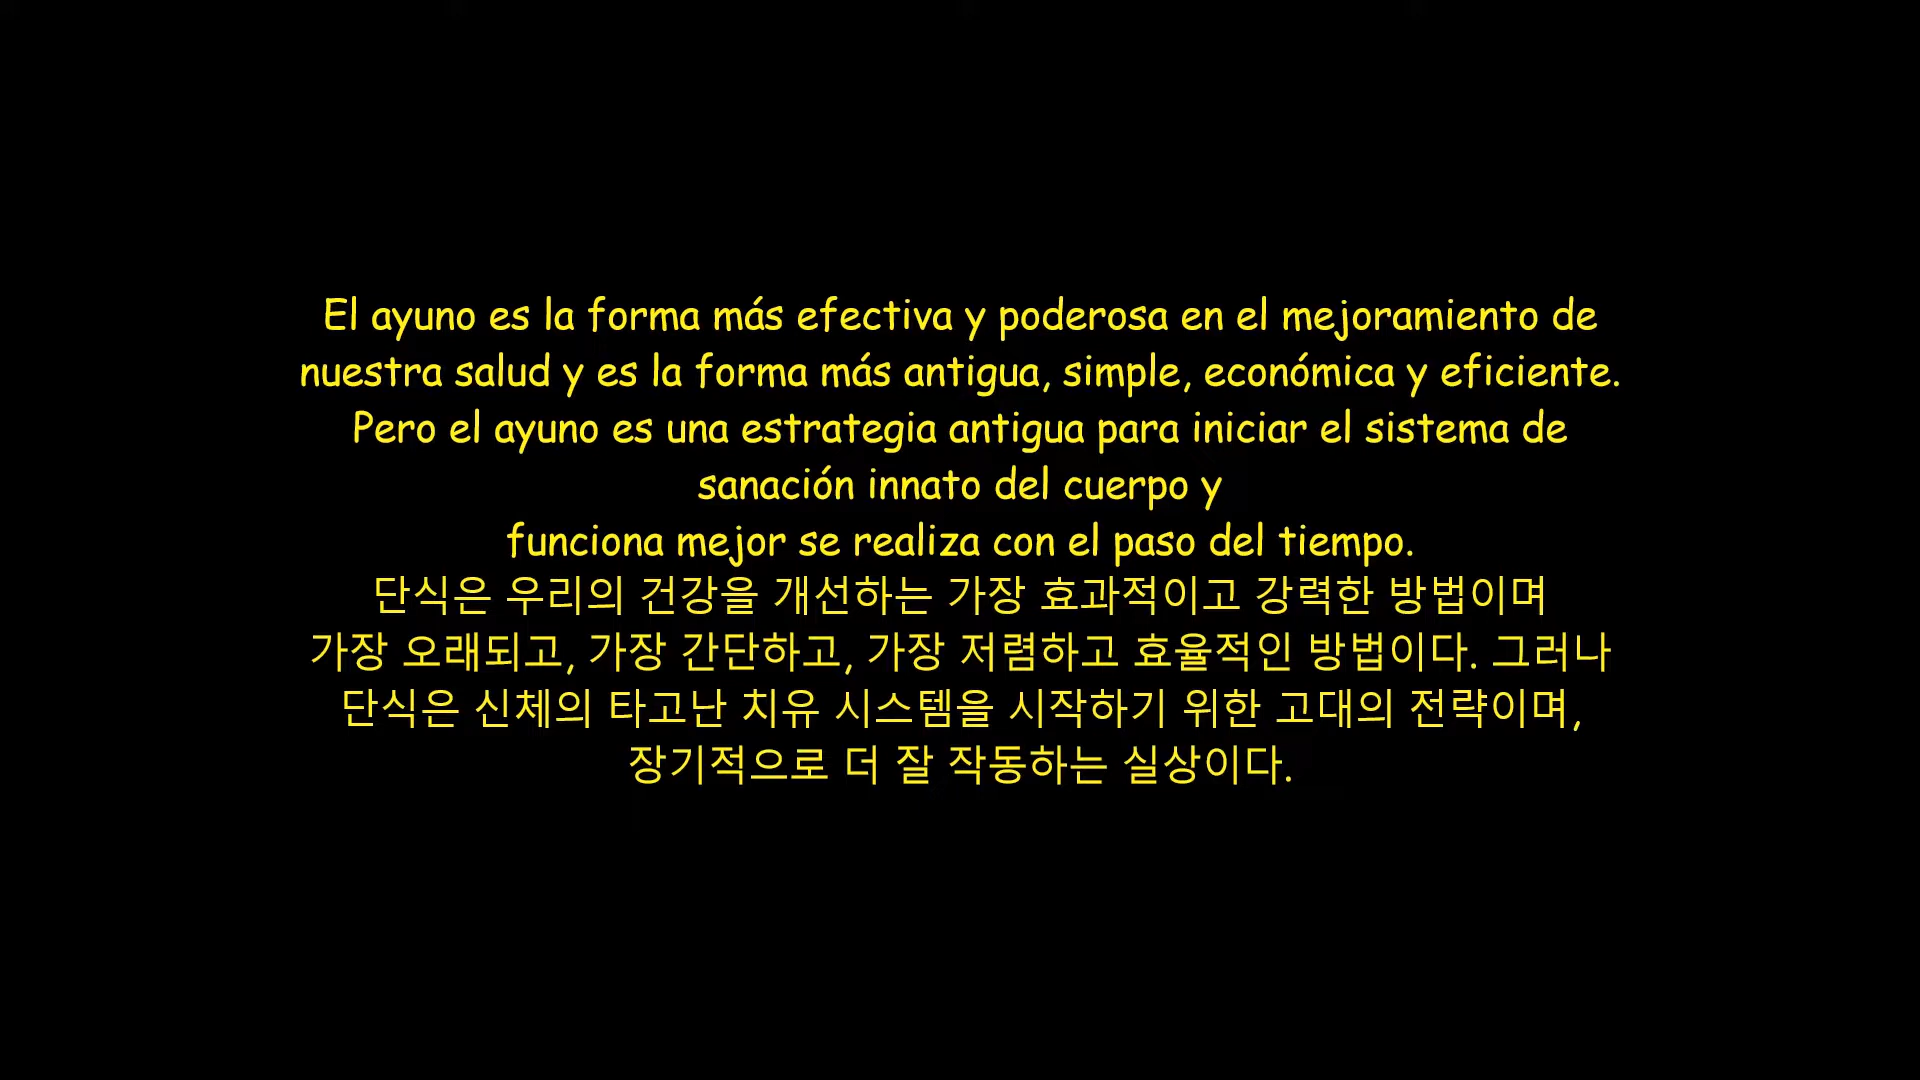 El ayuno es la forma más efectiva y poderosa en el mejoramiento de
nuestra salud y es la forma más antigua, simple, económica y eficiente.
Pero el ayuno es una estrategia antigua para iniciar el sistema de
sanación innato del cuerpo y
funciona mejor se realiza con el paso del tiempo.
단식은 우리의 건강을 개선하는 가장 효과적이고 강력한 방법이며
가장 오래되고, 가장 간단하고, 가장 저렴하고 효율적인 방법이다. 그러나
단식은 신체의 타고난 치유 시스템을 시작하기 위한 고대의 전략이며,
장기적으로 더 잘 작동하는 실상이다.